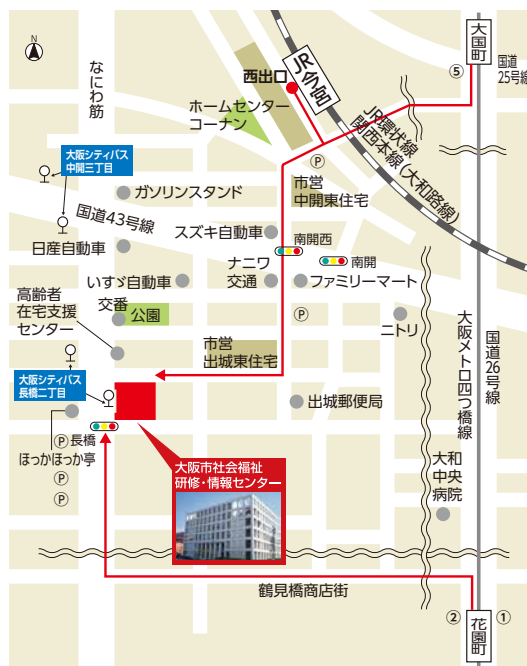 N
なにわ筋
西出口
JR今宮
大国町
⑤
国道
25号線
ホームセンター
コーナン
JR環状線
関西本線(大和路線)
大阪シティバス
中開三丁目
Ⓟ
ガソリンスタンド
市営
中開東住宅
国道43号線
スズキ自動車
日産自動車
南開西
南開
ナニワ
交通
いすゞ自動車
ファミリーマート
高齢者
在宅支援
センター
交番
公園
Ⓟ
ニトリ
大阪メトロ四つ橋線
国道26号線
市営
出城東住宅
大阪シティバス
長橋二丁目
出城郵便局
Ⓟ
長橋
ほっかほっか亭
Ⓟ
Ⓟ
大阪市社会福祉
研修・情報センター
大和
中央
病院
鶴見橋商店街
②
花園町
①